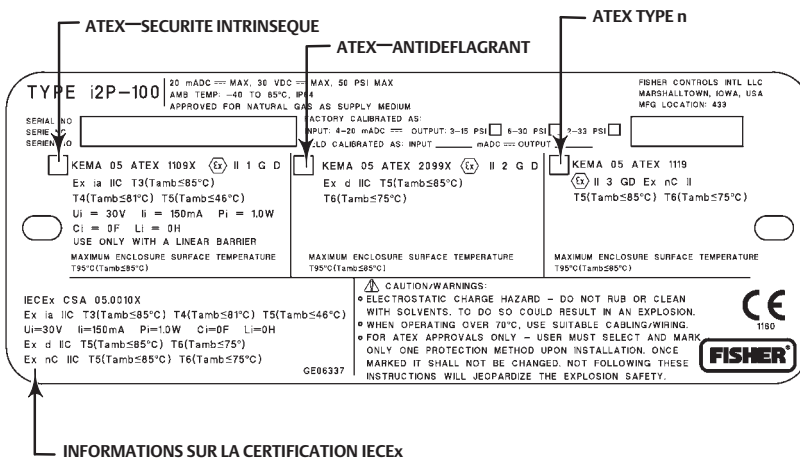 ATEX—SECURITE INTRINSEQUE
ATEX—ANTIDEFLAGRANT
ATEX TYPE n
TYPE i2P-100
20 mADC MAX, 30 VDC MAX, 50 PSI MAX
AMB TEMP: -40 TO 65°C, IP64
APPROVED FOR NATURAL GAS AS SUPPLY MEDIUM
FISHER CONTROLS INTL LLC
MARSHALLTOWN, IOWA, USA
MFG LOCATION: 433
SERIAL NO
SERIE NO
SERIEN NO
FACTORY CALIBRATED AS:
INPUT: 4-20 mADC OUTPUT: 3-15 PSI 6-30 PSI 2-33 PSI
CALIBRATED AS: INPUT mADC OUTPUT
KEMA 05 ATEX 1109X Ex II 1 G D
Ex ia IIC T3(Tamb≤85°C)
T4(Tamb≤81°C) T5(Tamb≤46°C)
Ui = 30V Ii = 150mA Pi = 1.0W
Ci = 0F Li = 0H
USE ONLY WITH A LINEAR BARRIER
MAXIMUM ENCLOSURE SURFACE TEMPERATURE
T95°C(Tamb≤85°C)
KEMA 05 ATEX 2099X Ex II 2 G D
Ex d IIC T5(Tamb≤85°C)
T6(Tamb≤75°C)
MAXIMUM ENCLOSURE SURFACE TEMPERATURE
T95°C(Tamb≤85°C)
KEMA 05 ATEX 1119
Ex II 3 GD Ex nC II
T5(Tamb≤85°C) T6(Tamb≤75°C)
MAXIMUM ENCLOSURE SURFACE TEMPERATURE
T95°C(Tamb≤85°C)
IECEx CSA 05.0010X
Ex ia IIC T3(Tamb≤85°C) T4(Tamb≤81°C) T5(Tamb≤46°C)
Ui=30V Ii=150mA Pi=1.0W Ci=0F Li=0H
Ex d IIC T5(Tamb≤85°C) T6(Tamb≤75°)
Ex nC IIC T5(Tamb≤85°C) T6(Tamb≤75°C)
GE06337
CAUTION/WARNINGS:
ELECTROSTATIC CHARGE HAZARD - DO NOT RUB OR CLEAN
WITH SOLVENTS. TO DO SO COULD RESULT IN AN EXPLOSION.
WHEN OPERATING OVER 70°C, USE SUITABLE CABLING/WIRING.
FOR ATEX APPROVALS ONLY - USER MUST SELECT AND MARK
ONLY ONE PROTECTION METHOD UPON INSTALLATION. ONCE
MARKED IT SHALL NOT BE CHANGED. NOT FOLLOWING THESE
INSTRUCTIONS WILL JEOPARDIZE THE EXPLOSION SAFETY.
CE
1180
FISHER
INFORMATIONS SUR LA CERTIFICATION IECEx